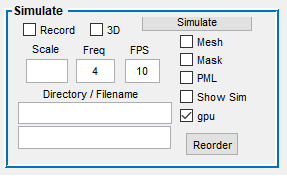 Simulate
Record 3D Simulate
Scale Freq FPS Mesh
4 10 Mask
PML
Directory / Filename Show Sim
gpu
Reorder